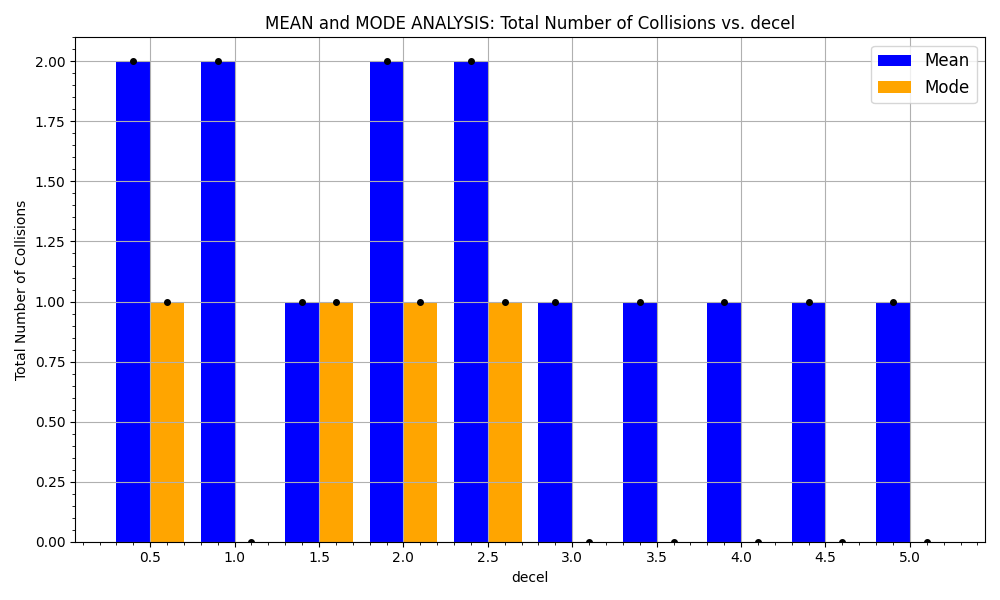 MEAN and MODE ANALYSIS: Total Number of Collisions vs. decel
Mean
Mode
Total Number of Collisions
2.00
1.75
1.50
1.25
1.00
0.75
0.50
0.25
0.00
0.5 1.0 1.5 2.0 2.5 3.0 3.5 4.0 4.5 5.0
decel